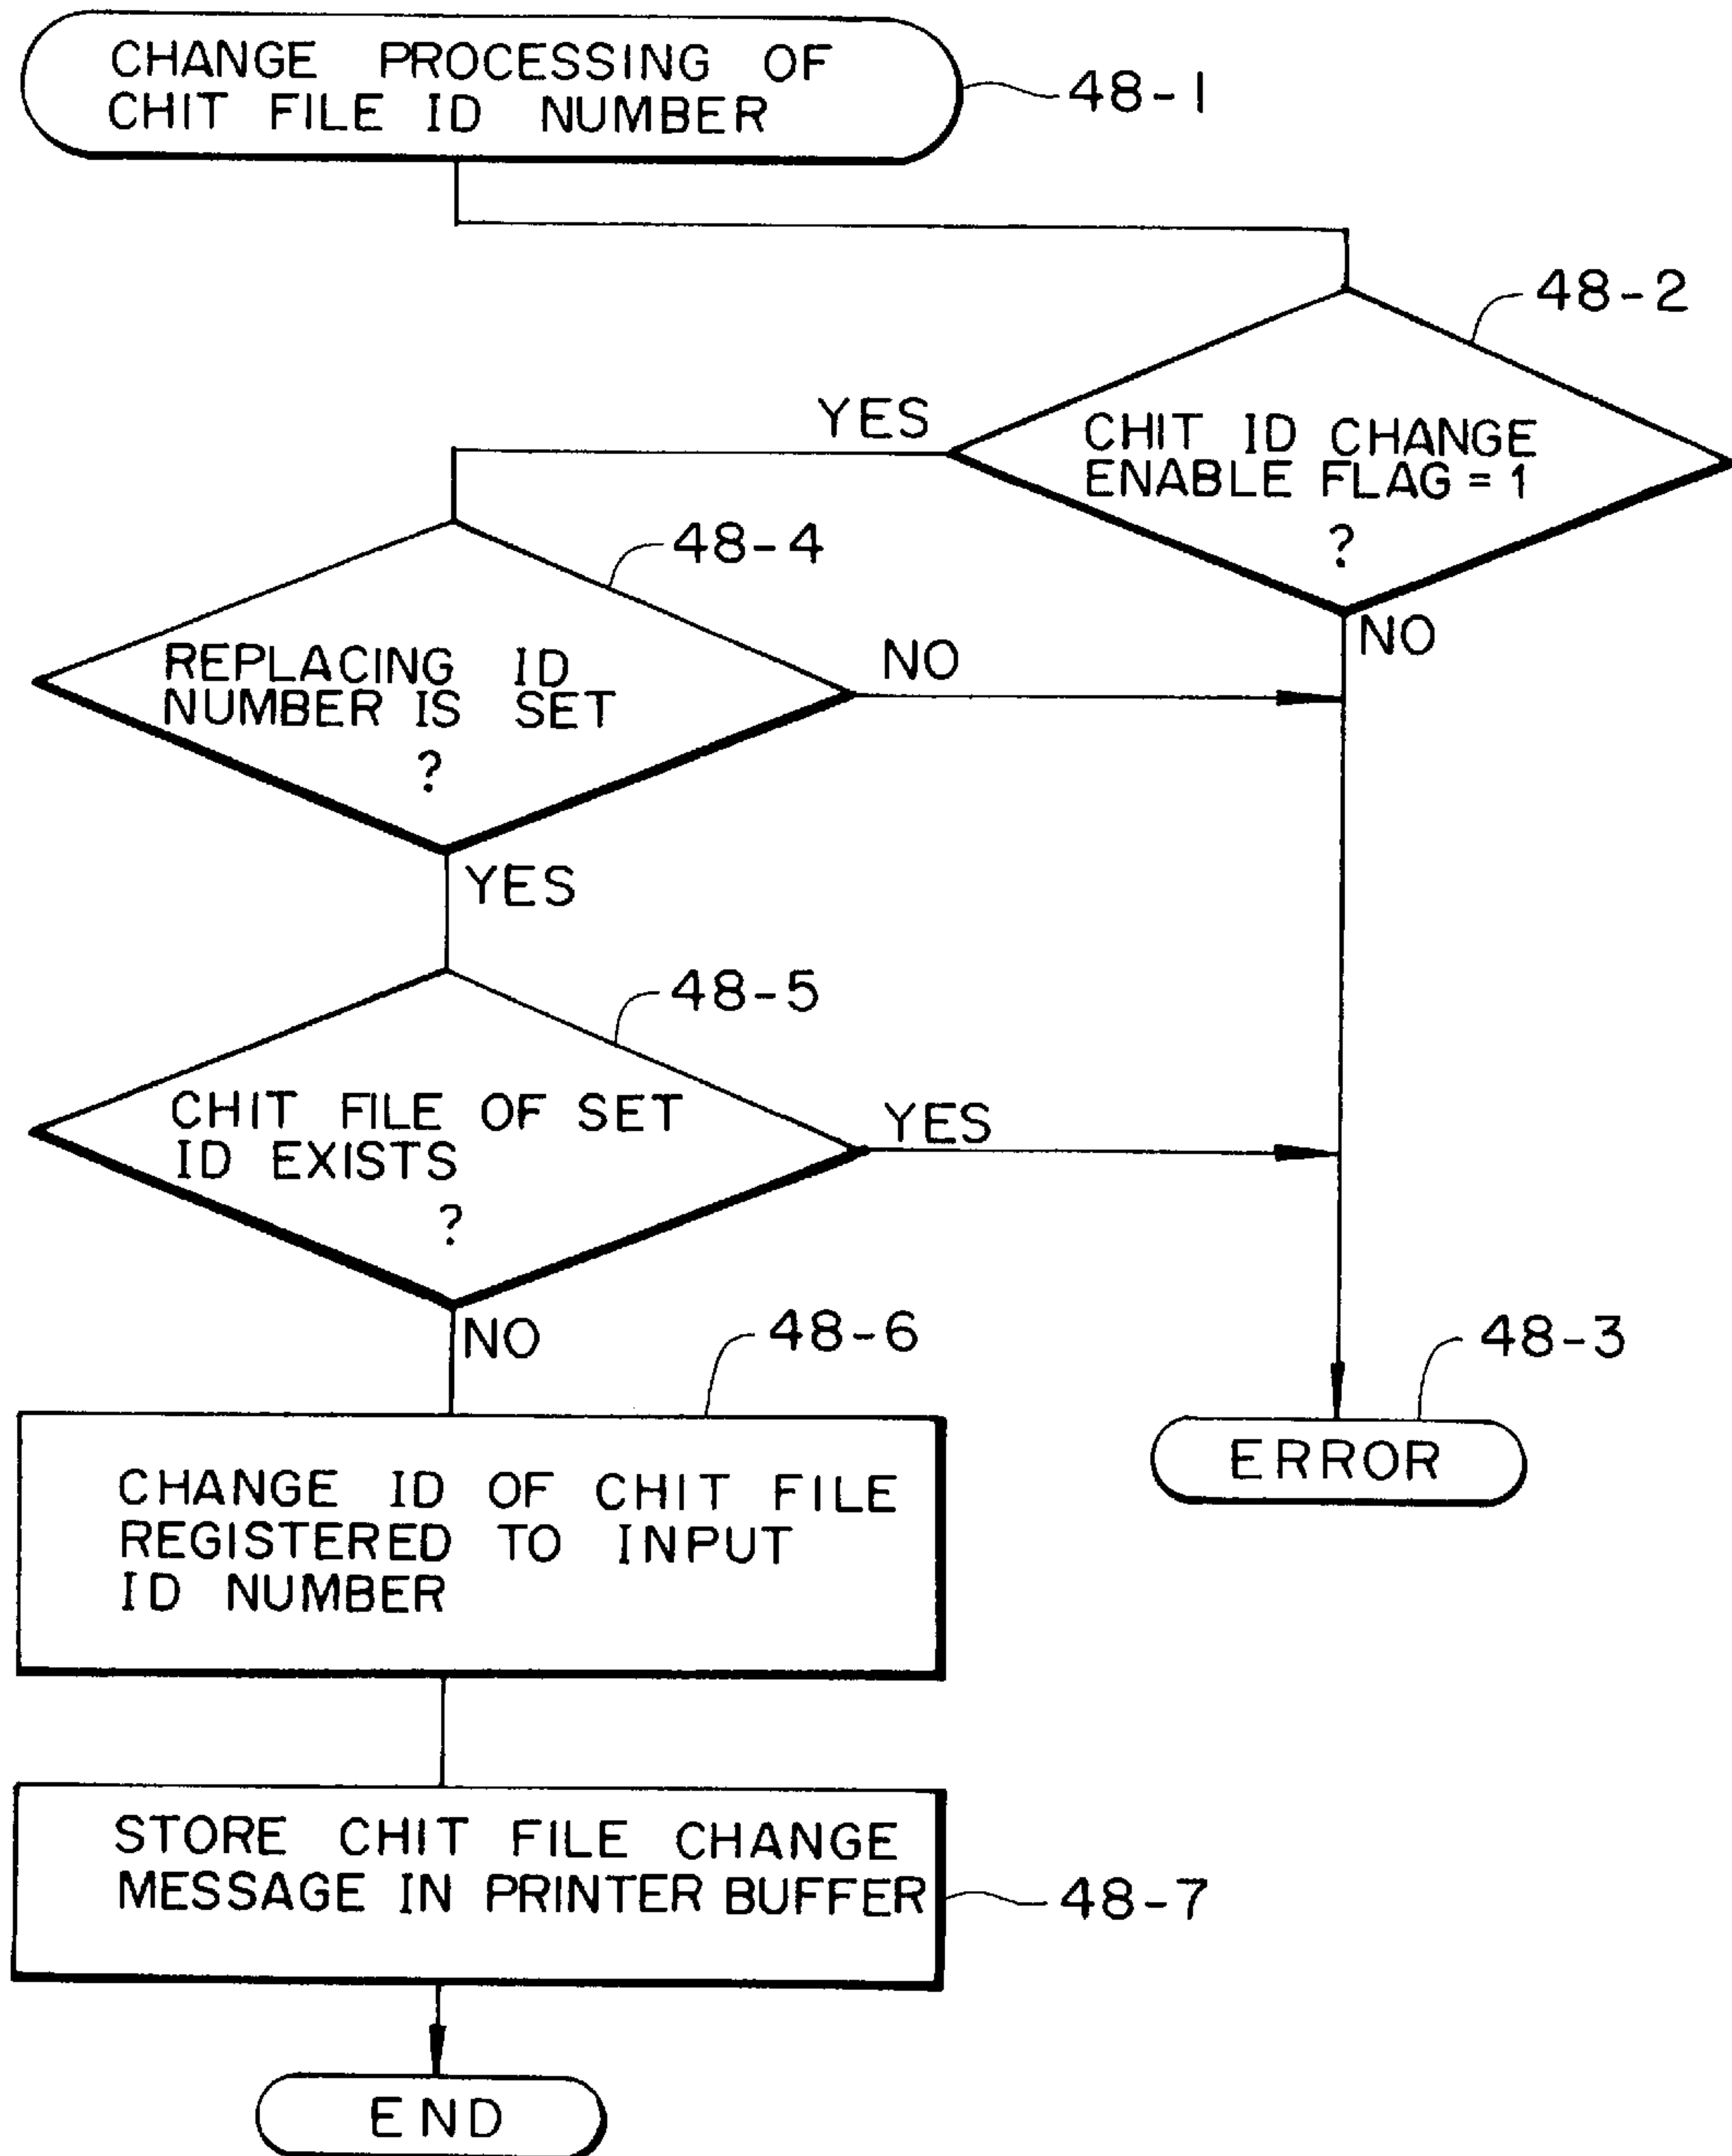 CHANGE PROCESSING OF
CHIT FILE ID NUMBER
48-1
48-2
CHIT ID CHANGE
ENABLE FLAG = 1
?
YES
NO
48-4
REPLACING ID
NUMBER IS SET
?
NO
YES
48-5
CHIT FILE OF SET
ID EXISTS
?
YES
NO
48-6
48-3
ERROR
CHANGE ID OF CHIT FILE
REGISTERED TO INPUT
ID NUMBER
STORE CHIT FILE CHANGE
MESSAGE IN PRINTER BUFFER
48-7
END